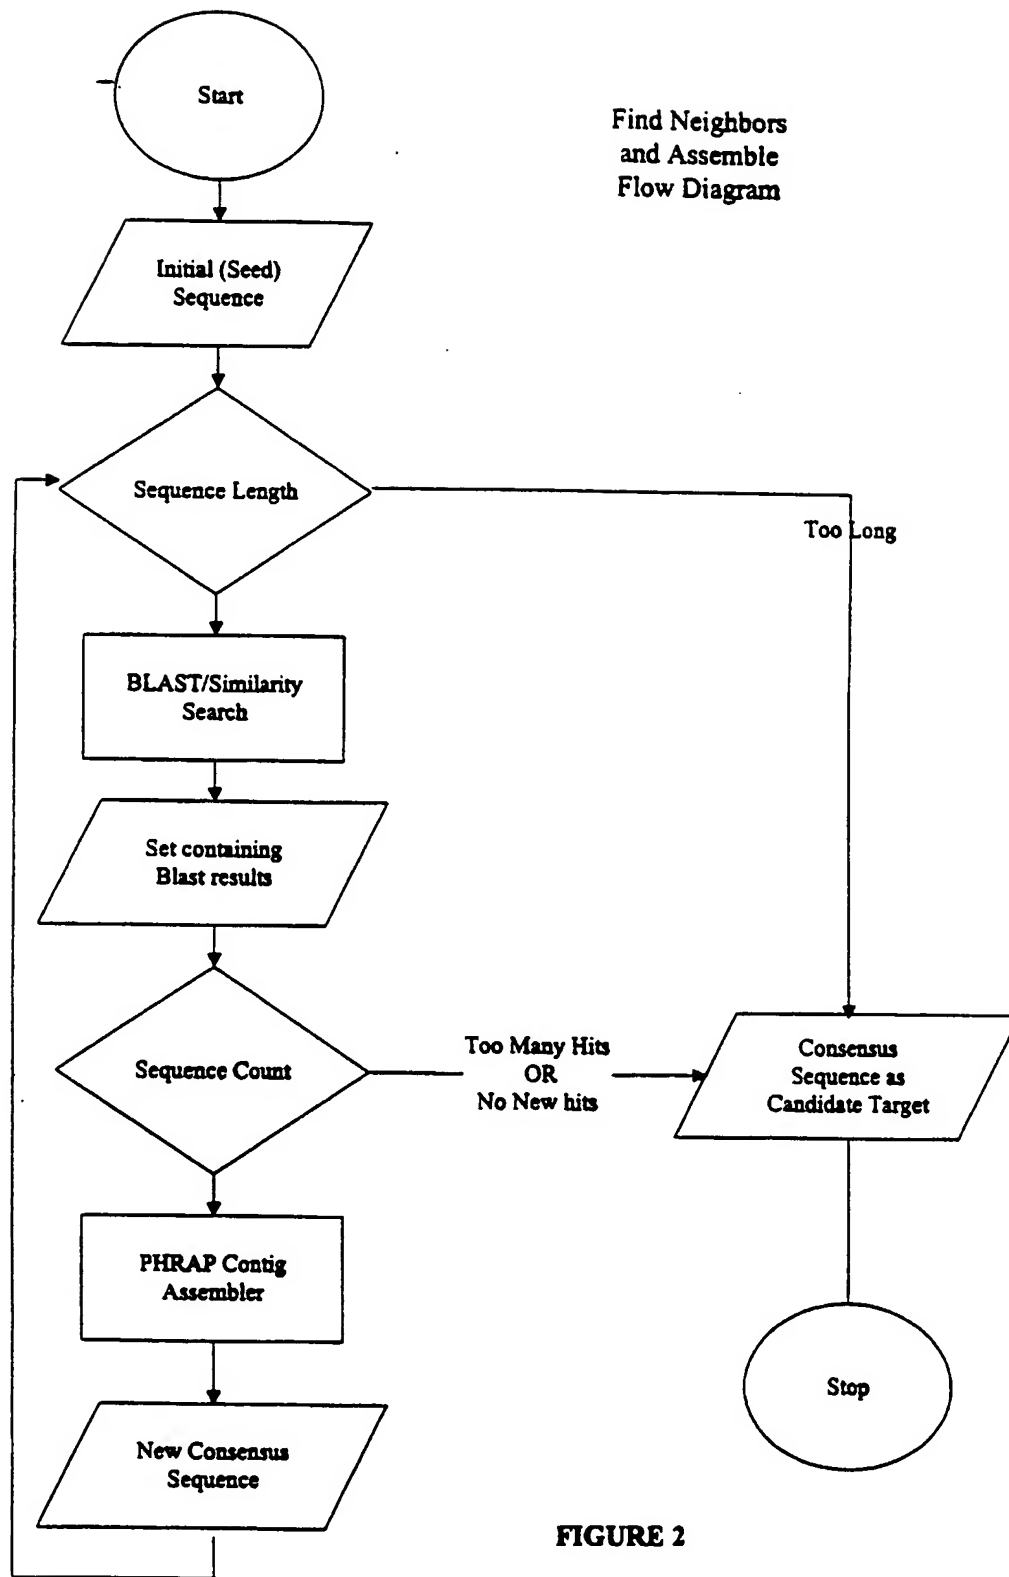 Start
Find Neighbors
and Assemble
Flow Diagram
Initial (Seed)
Sequence
Sequence Length
Too Long
BLAST/Similarity
Search
Set containing
Blast results
Sequence Count
Too Many Hits
OR
No New hits
Consensus
Sequence as
Candidate Target
PHRAP Contig
Assembler
Stop
New Consensus
Sequence
FIGURE 2